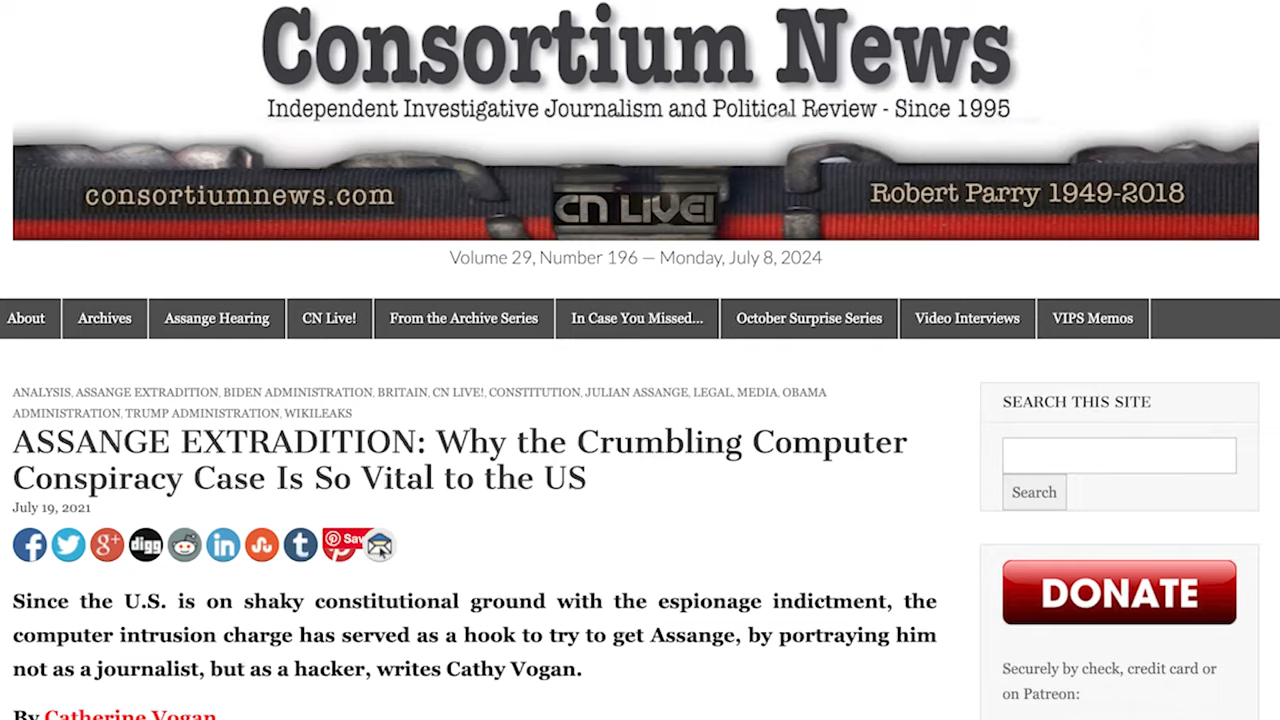 Consortium News
Independent Investigative Journalism and Political Review - Since 1995
consortiumnews.com
CN LIVE!
Robert Parry 1949-2018
Volume 29, Number 196 — Monday, July 8, 2024
About
Archives
Assange Hearing
CN Live!
From the Archive Series
In Case You Missed...
October Surprise Series
Video Interviews
VIPS Memos
ANALYSIS, ASSANGE EXTRADITION, BIDEN ADMINISTRATION, BRITAIN, CN LIVE!, CONSTITUTION, JULIAN ASSANGE, LEGAL, MEDIA, OBAMA
ADMINISTRATION, TRUMP ADMINISTRATION, WIKILEAKS
ASSANGE EXTRADITION: Why the Crumbling Computer
Conspiracy Case Is So Vital to the US
July 19, 2021
digg
Sav
Since the U.S. is on shaky constitutional ground with the espionage indictment, the
computer intrusion charge has served as a hook to try to get Assange, by portraying him
not as a journalist, but as a hacker, writes Cathy Vogan.
By Catherine Vogan
SEARCH THIS SITE
Search
DONATE
Securely by check, credit card or
on Patreon: